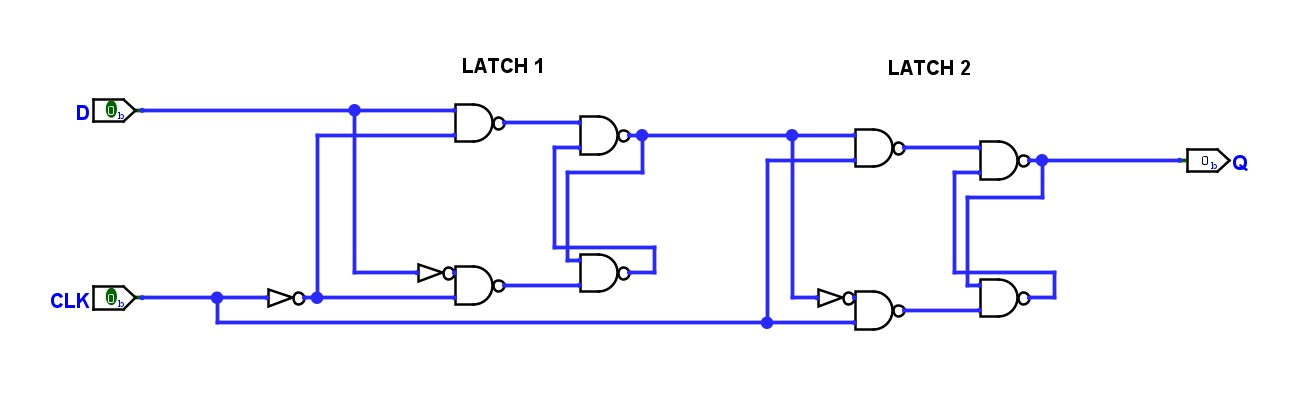 LATCH 1
LATCH 2
D 0b
0b Q
CLK 0b